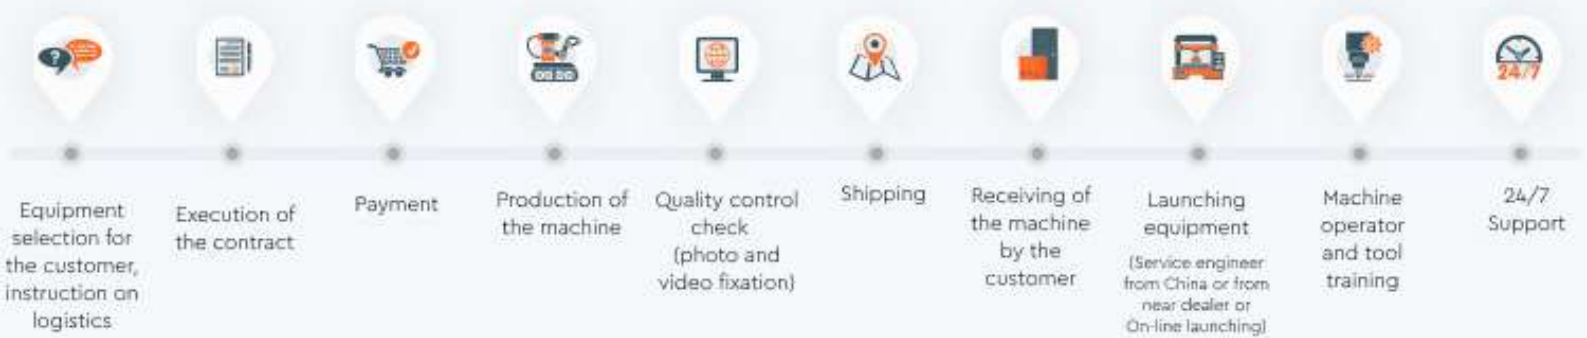 ?
24/7
Equipment
selection for
the customer,
instruction on
logistics
Execution of
the contract
Payment
Production of
the machine
Quality control
check
(photo and
video fixation)
Shipping
Receiving of
the machine
by the
customer
Launching
equipment
(Service engineer
from China or from
near dealer or
On-line launching)
Machine
operator
and tool
training
24/7
Support